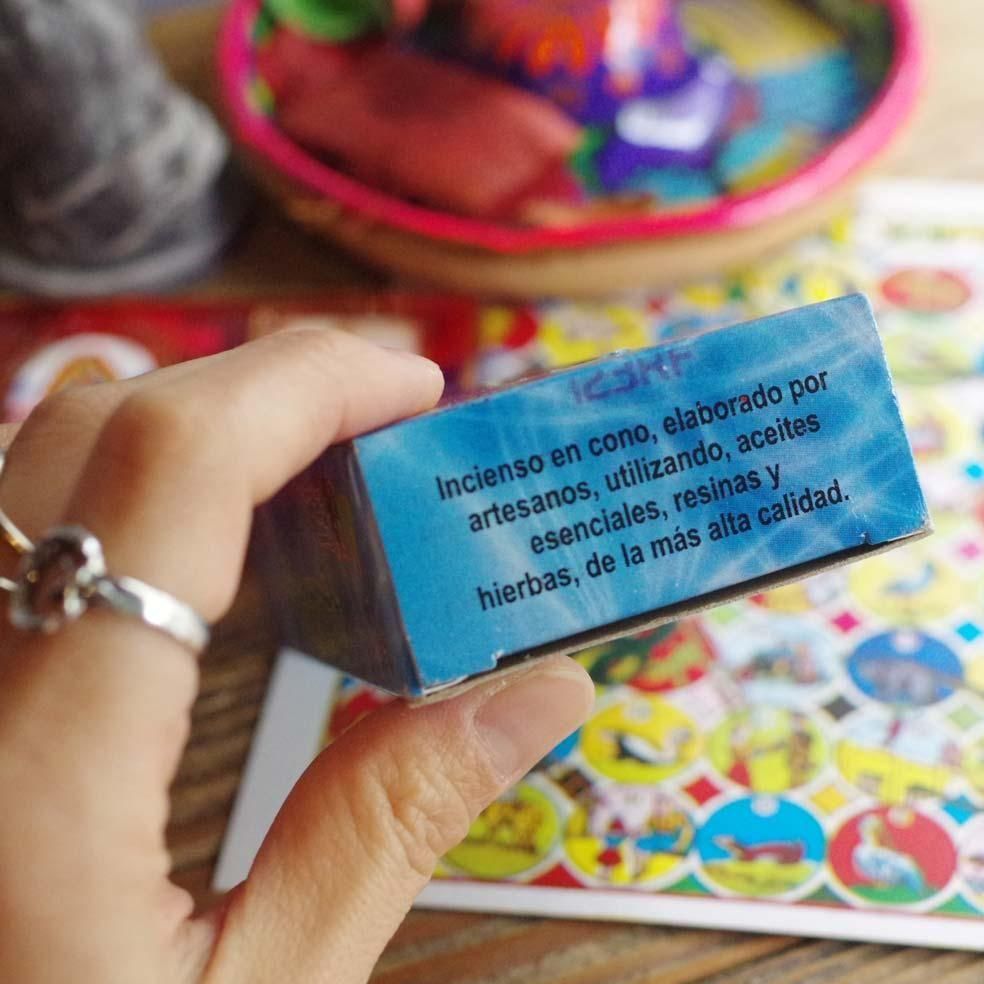 Incienso en cono, elaborado por
artesanos, utilizando, aceites
esenciales, resinas y
hierbas, de la más alta calidad.